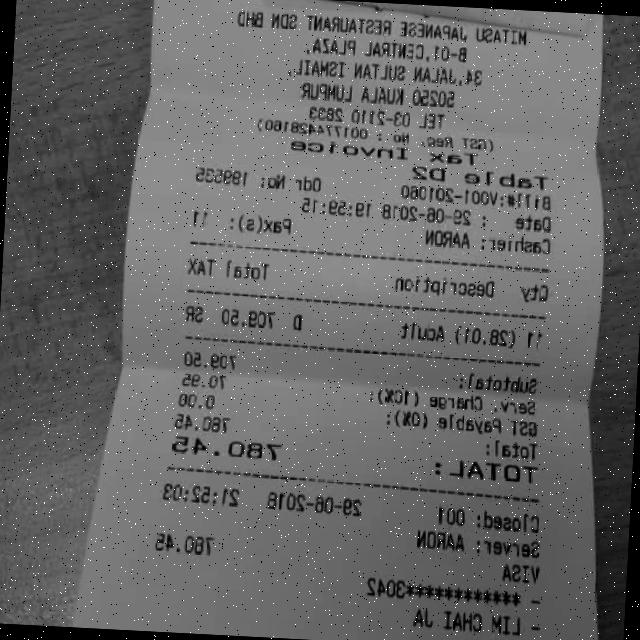 MITASU JAPANESE RESTAURANT SDN BHD
B-01, CENTRAL PLAZA,
34, JALAN SULTAN ISMAIL,
50250 KUALA LUMPUR
TEL 03-2110 2833
(GST Reg. No : 001774428160)
Tax Invoice
Table D2
Bill#:V001-201060 Odr No: 189535
Date : 29-06-2018 19:59:15
Cashier: AARON Pax(s): 11
Qty Description Total TAX
11 (28.01) Adult D 709.50 SR
Subtotal: 709.50
Serv. Charge (10%): 70.95
GST Payable (0%): 0.00
Total: 780.45
TOTAL: 780.45
Closed: 001 29-06-2018 21:52:03
Server: AARON
VISA 780.45
- ************3042
- LIM CHAI JA